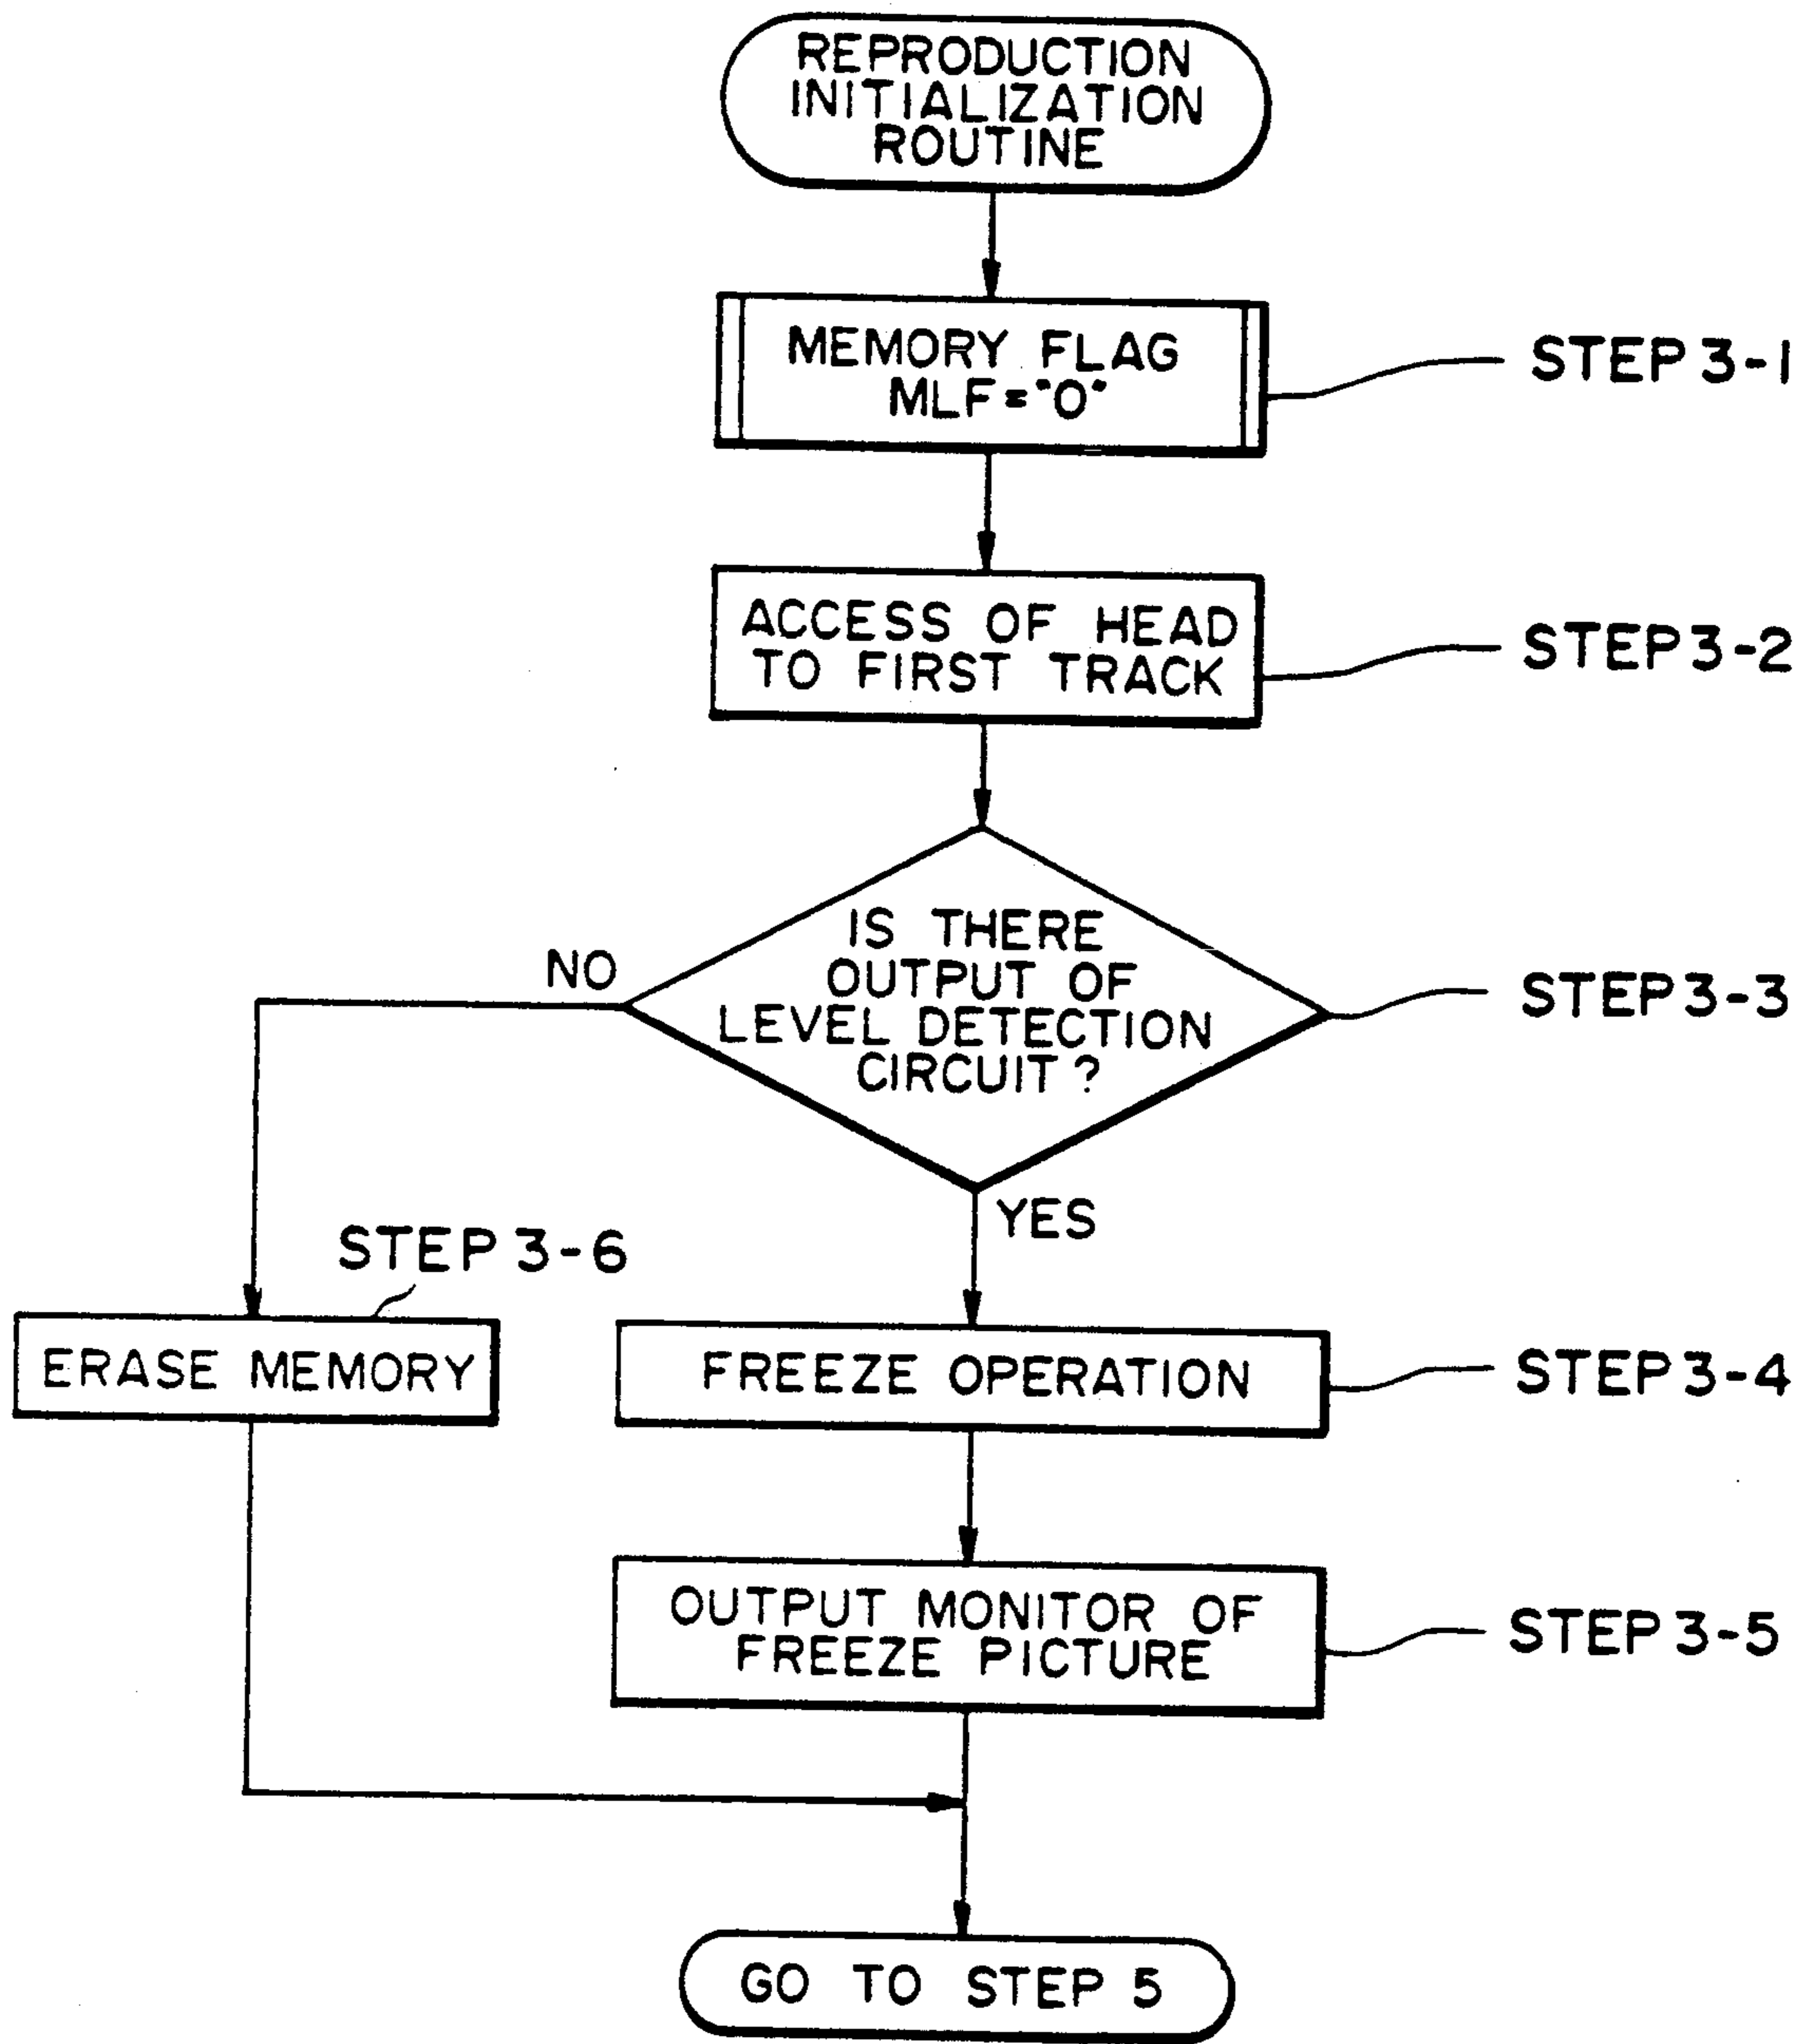 REPRODUCTION
INITIALIZATION
ROUTINE
MEMORY FLAG
MLF="0"
STEP 3-1
ACCESS OF HEAD
TO FIRST TRACK
STEP 3-2
IS THERE
OUTPUT OF
LEVEL DETECTION
CIRCUIT?
STEP 3-3
NO
YES
STEP 3-6
ERASE MEMORY
FREEZE OPERATION
STEP 3-4
OUTPUT MONITOR OF
FREEZE PICTURE
STEP 3-5
GO TO STEP 5